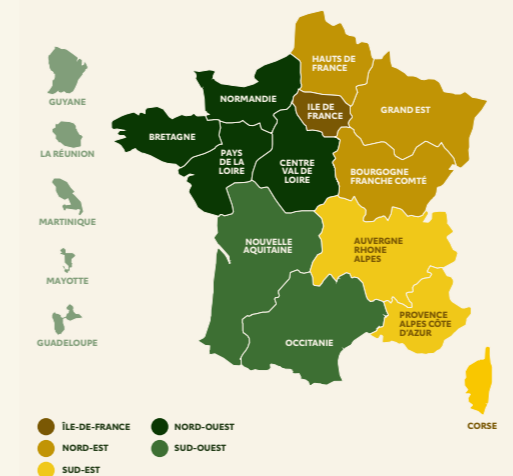 HAUTS DE
FRANCE
NORMANDIE
ILE DE
FRANCE
GRAND EST
GUYANE
BRETAGNE
PAYS
DE LA
LOIRE
CENTRE
VAL DE
LOIRE
BOURGOGNE
FRANCHE COMTÉ
LA RÉUNION
MARTINIQUE
NOUVELLE
AQUITAINE
AUVERGNE
RHONE
ALPES
MAYOTTE
GUADELOUPE
OCCITANIE
PROVENCE
ALPES CÔTE
D'AZUR
CORSE
ÎLE-DE-FRANCE
NORD-OUEST
NORD-EST
SUD-OUEST
SUD-EST